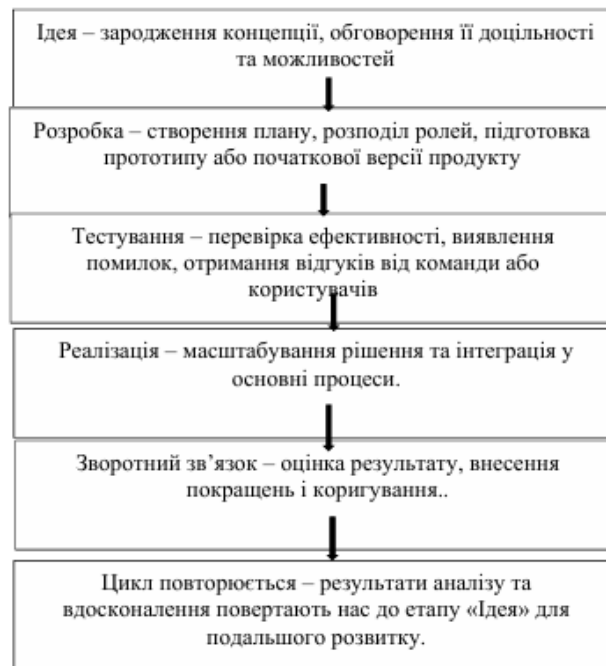 Ідея – зародження концепції, обговорення її доцільності
та можливостей
Розробка – створення плану, розподіл ролей, підготовка
прототипу або початкової версії продукту
Тестування – перевірка ефективності, виявлення
помилок, отримання відгуків від команди або
користувачів
Реалізація – масштабування рішення та інтеграція у
основні процеси.
Зворотний зв’язок – оцінка результату, внесення
покращень і коригування..
Цикл повторюється – результати аналізу та
вдосконалення повертають нас до етапу «Ідея» для
подальшого розвитку.